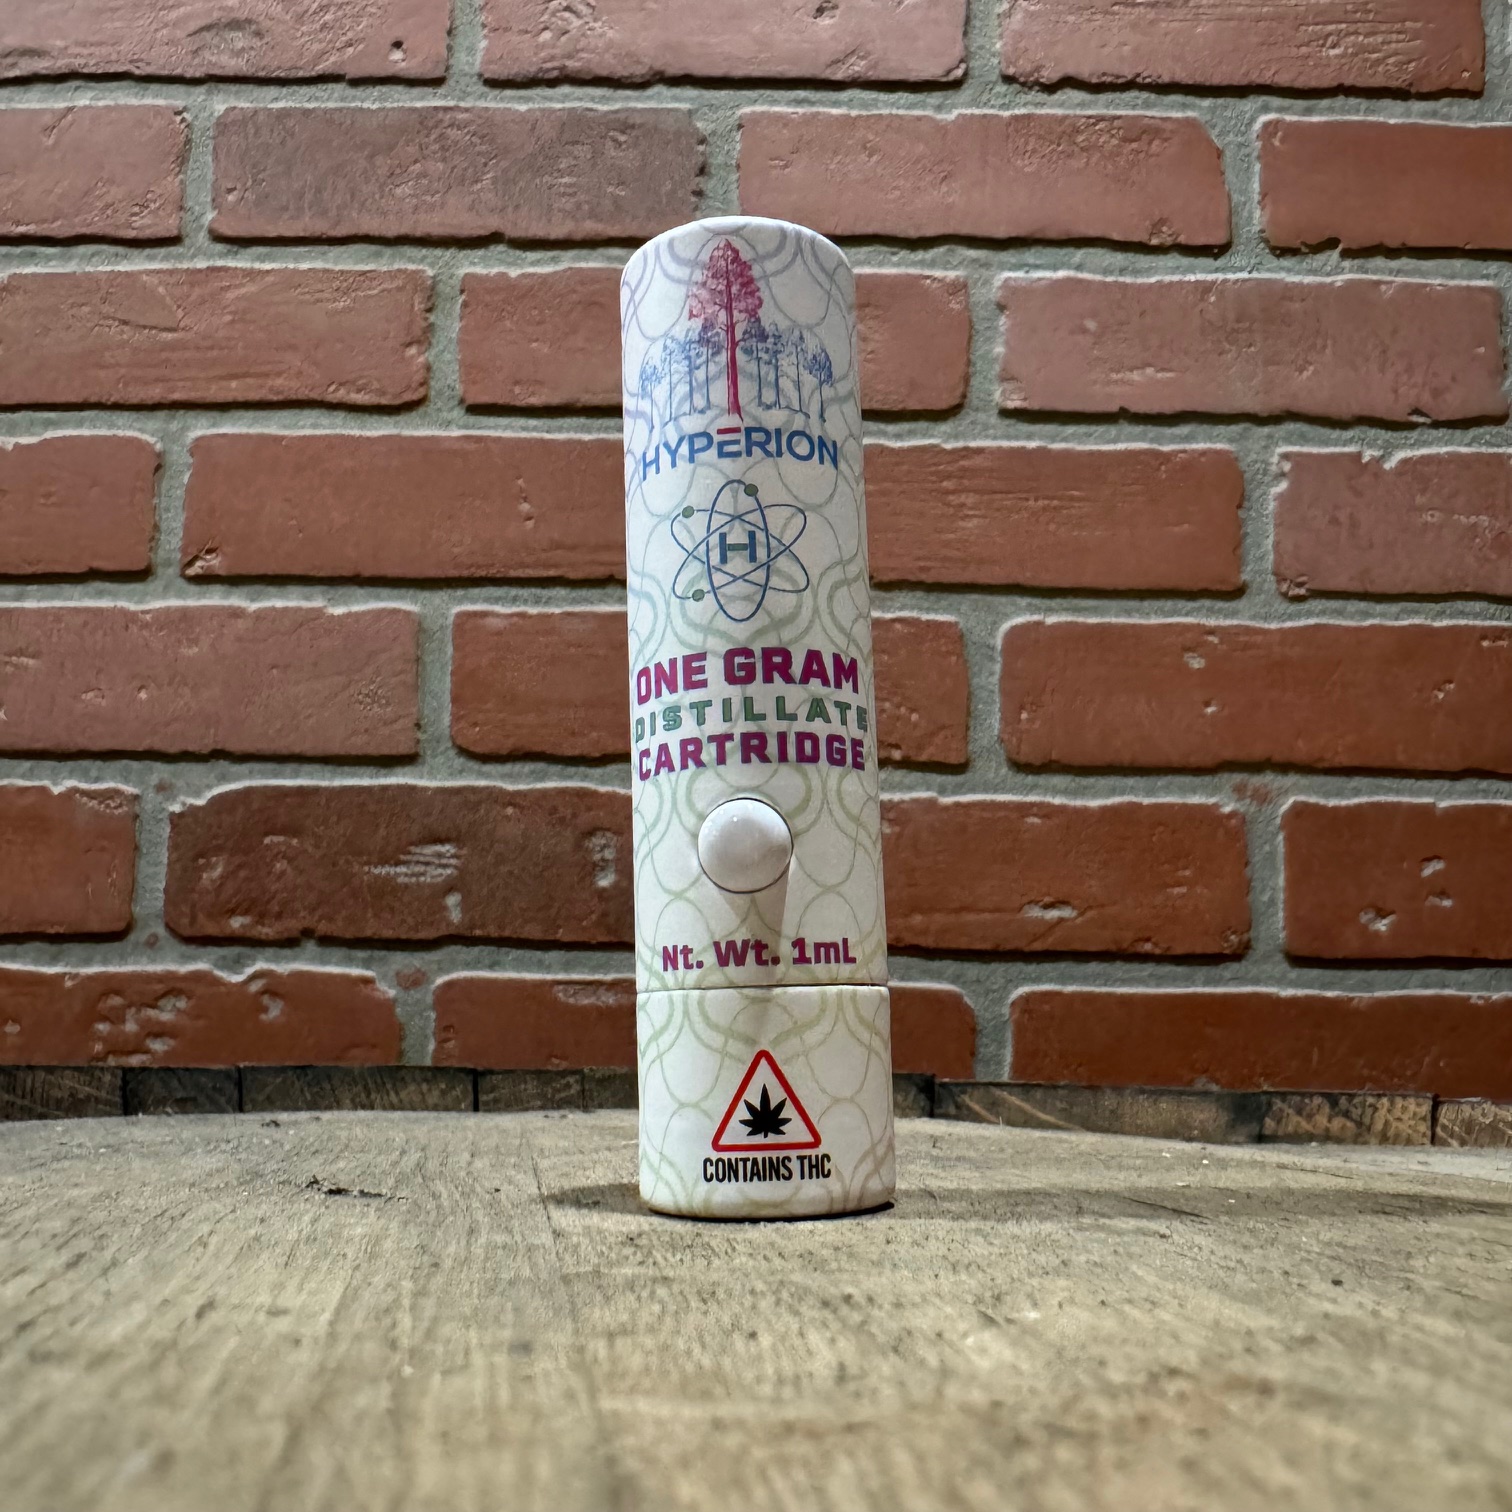 HYPERION
H
ONE GRAM
DISTILLATE
CARTRIDGE
Nt. Wt. 1mL
CONTAINS THC